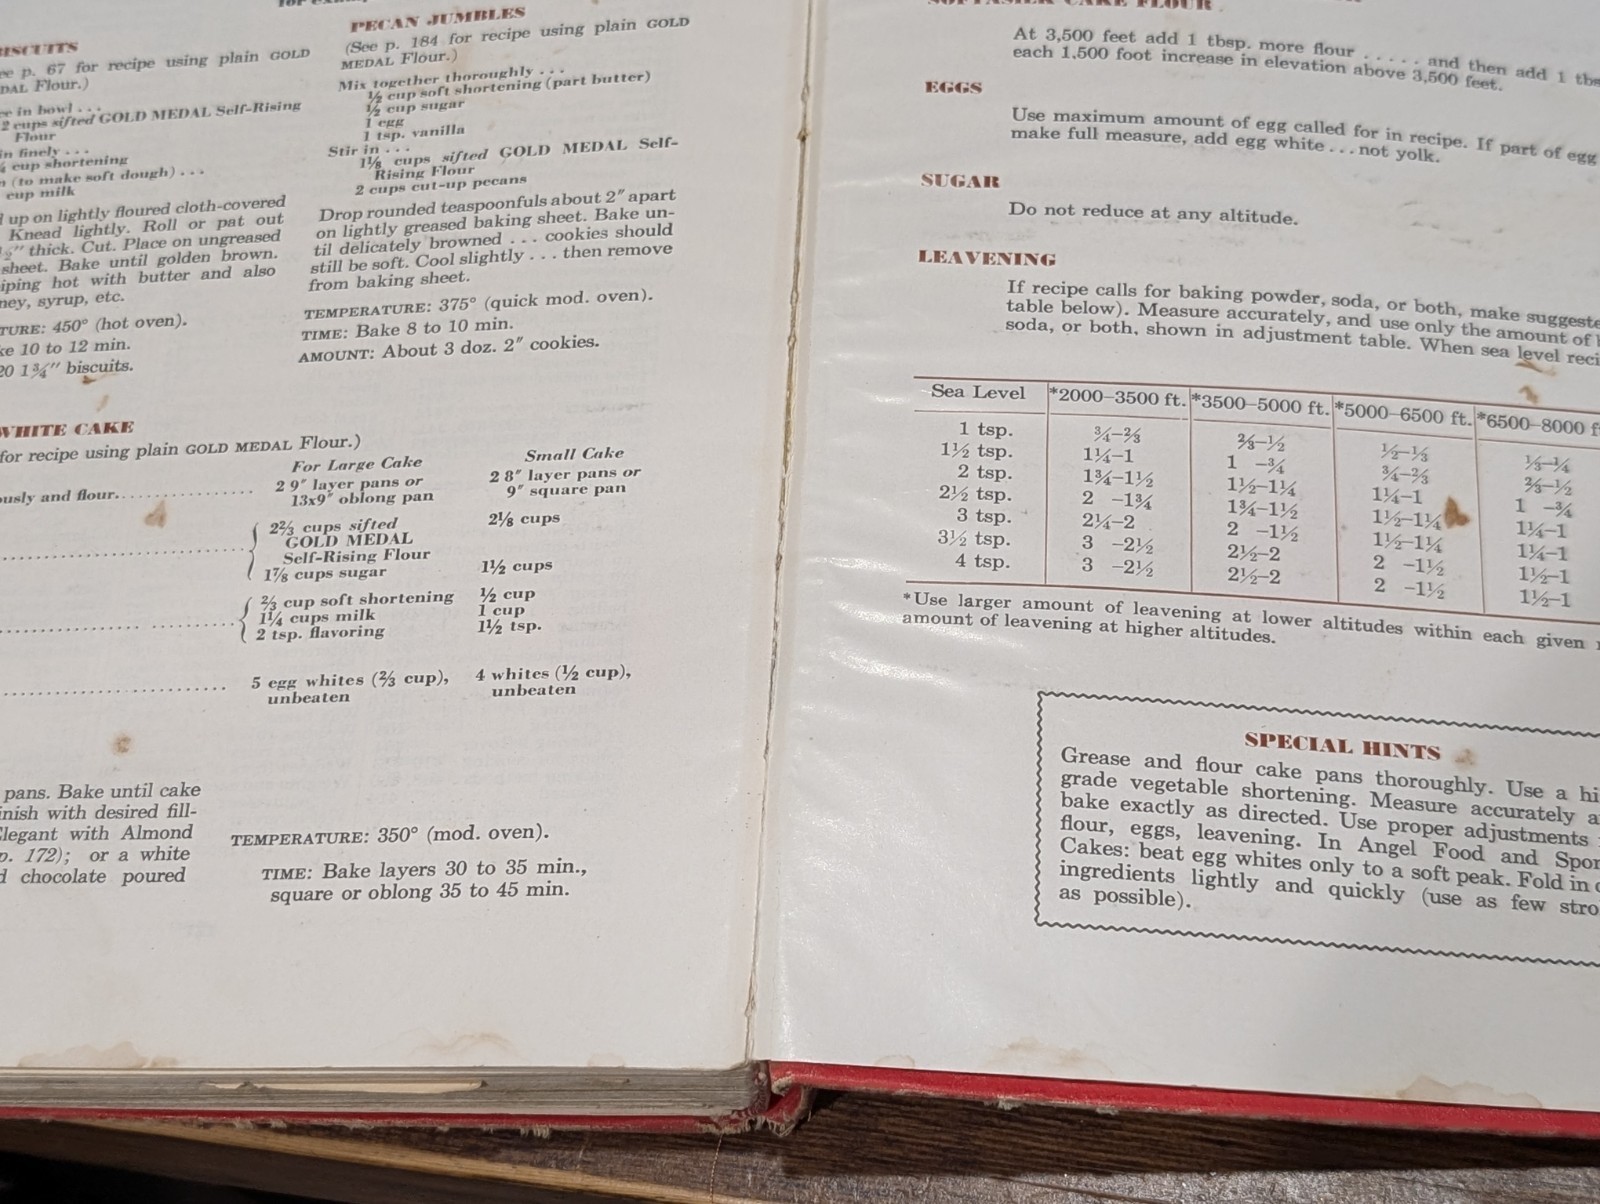 PECAN JUMBLES
(See p. 184 for recipe using plain GOLD
MEDAL Flour.)
Mix together thoroughly . . .
½ cup soft shortening (part butter)
½ cup sugar
1 egg
1 tsp. vanilla
Stir in . . .
1⅛ cups sifted GOLD MEDAL Self-
Rising Flour
2 cups cut-up pecans
Drop rounded teaspoonfuls about 2″ apart
on lightly greased baking sheet. Bake un-
til delicately browned . . . cookies should
still be soft. Cool slightly . . . then remove
from baking sheet.
TEMPERATURE: 375° (quick mod. oven).
TIME: Bake 8 to 10 min.
AMOUNT: About 3 doz. 2″ cookies.
p. 67 for recipe using plain GOLD
Flour.)
in bowl . . .
2 cups sifted GOLD MEDAL Self-Rising
Flour
in finely . . .
cup shortening
(to make soft dough) . . .
cup milk
up on lightly floured cloth-covered
Knead lightly. Roll or pat out
thick. Cut. Place on ungreased
sheet. Bake until golden brown.
hot with butter and also
syrup, etc.
450° (hot oven).
10 to 12 min.
20 1¾″ biscuits.
WHITE CAKE
for recipe using plain GOLD MEDAL Flour.)
For Large Cake Small Cake
and flour. 2 9″ layer pans or 2 8″ layer pans or
13x9″ oblong pan 9″ square pan
2⅔ cups sifted 2⅛ cups
GOLD MEDAL
Self-Rising Flour
1⅞ cups sugar 1½ cups
⅔ cup soft shortening ½ cup
1¼ cups milk 1 cup
2 tsp. flavoring 1½ tsp.
5 egg whites (⅔ cup), 4 whites (½ cup),
unbeaten unbeaten
pans. Bake until cake
with desired fill-
with Almond
172); or a white
chocolate poured
TEMPERATURE: 350° (mod. oven).
TIME: Bake layers 30 to 35 min.,
square or oblong 35 to 45 min.
SOFTASILK CAKE FLOUR
At 3,500 feet add 1 tbsp. more flour . . . . . and then add 1
each 1,500 foot increase in elevation above 3,500 feet.
EGGS
Use maximum amount of egg called for in recipe. If part of egg
make full measure, add egg white . . . not yolk.
SUGAR
Do not reduce at any altitude.
LEAVENING
If recipe calls for baking powder, soda, or both, make
table below). Measure accurately, and use only the amount of
soda, or both, shown in adjustment table. When sea level
Sea Level *2000–3500 ft. *3500–5000 ft. *5000–6500 ft. *6500–8000
1 tsp. ¾–⅔ ⅔–½ ½–⅓ ⅓–¼
1½ tsp. 1¼–1 1 –¾ ¾–⅔ ⅔–½
2 tsp. 1¾–1½ 1½–1¼ 1¼–1 1 –¾
2½ tsp. 2 –1¾ 1¾–1½ 1½–1¼ 1¼–1
3 tsp. 2¼–2 2 –1½ 1½–1¼ 1¼–1
3½ tsp. 3 –2½ 2½–2 2 –1½ 1½–1
4 tsp. 3 –2½ 2½–2 2 –1½ 1½–1
*Use larger amount of leavening at lower altitudes within each given
amount of leavening at higher altitudes.
SPECIAL HINTS
Grease and flour cake pans thoroughly. Use a
grade vegetable shortening. Measure accurately
bake exactly as directed. Use proper adjustments
flour, eggs, leavening. In Angel Food and
Cakes: beat egg whites only to a soft peak. Fold in
ingredients lightly and quickly (use as few
as possible).